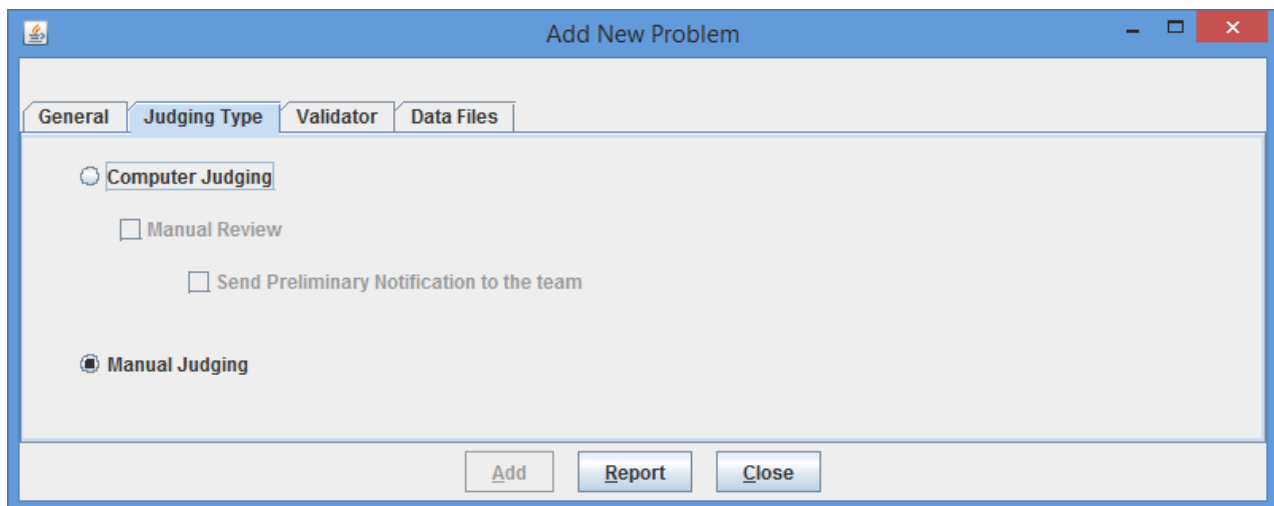 Add New Problem
General Judging Type Validator Data Files
Computer Judging
Manual Review
Send Preliminary Notification to the team
Manual Judging
Add Report Close